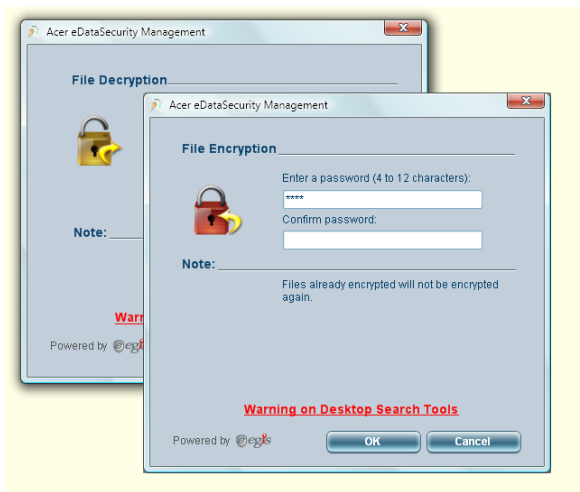 Acer eDataSecurity Management
File Decryption
Note:
Powered by egis
Acer eDataSecurity Management
File Encryption
Enter a password (4 to 12 characters):
****
Confirm password:
Note:
Files already encrypted will not be encrypted
again.
Warning on Desktop Search Tools
Powered by egis
OK Cancel